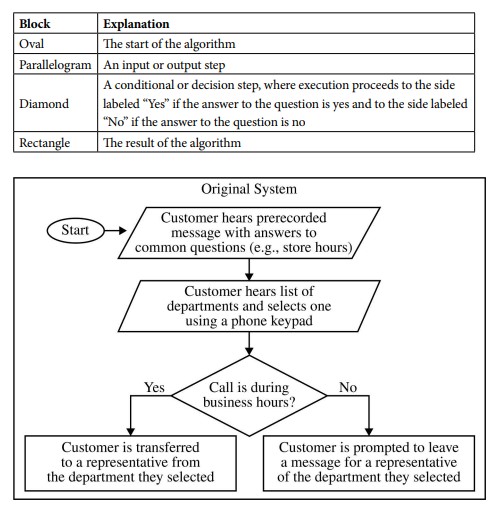 Block Explanation
Oval The start of the algorithm
Parallelogram An input or output step
Diamond A conditional or decision step, where execution proceeds to the side
labeled “Yes” if the answer to the question is yes and to the side labeled
“No” if the answer to the question is no
Rectangle The result of the algorithm
Original System
Start
Customer hears prerecorded
message with answers to
common questions (e.g., store hours)
Customer hears list of
departments and selects one
using a phone keypad
Call is during
business hours?
Yes
No
Customer is transferred
to a representative from
the department they selected
Customer is prompted to leave
a message for a representative
of the department they selected